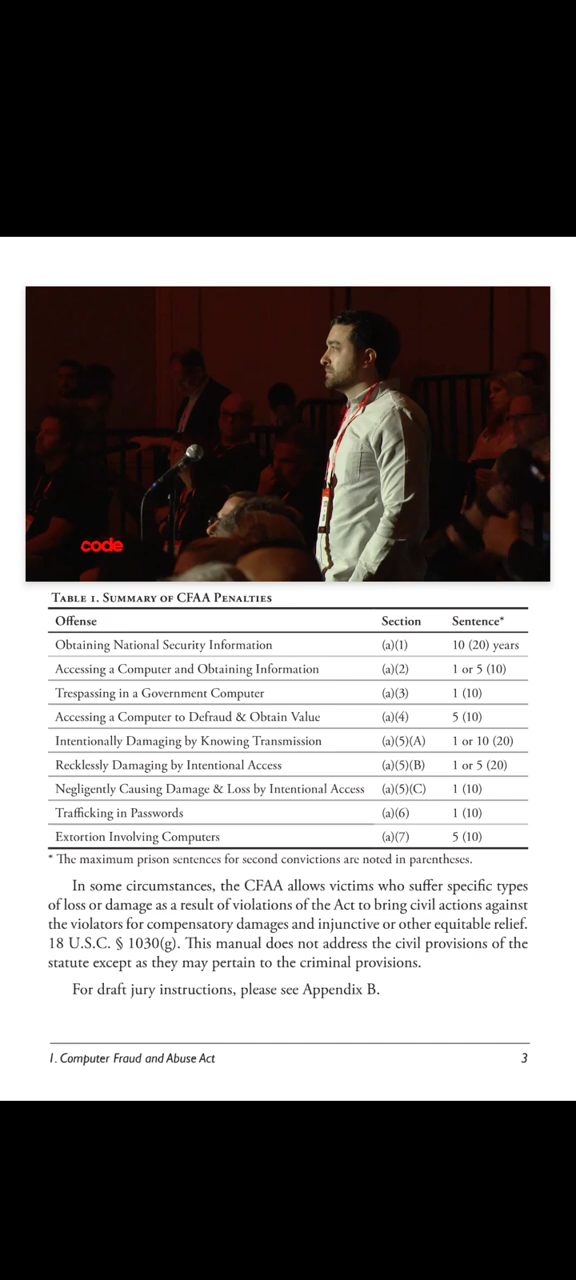 code
TABLE 1. SUMMARY OF CFAA PENALTIES
Offense Section Sentence*
Obtaining National Security Information (a)(1) 10 (20) years
Accessing a Computer and Obtaining Information (a)(2) 1 or 5 (10)
Trespassing in a Government Computer (a)(3) 1 (10)
Accessing a Computer to Defraud & Obtain Value (a)(4) 5 (10)
Intentionally Damaging by Knowing Transmission (a)(5)(A) 1 or 10 (20)
Recklessly Damaging by Intentional Access (a)(5)(B) 1 or 5 (20)
Negligently Causing Damage & Loss by Intentional Access (a)(5)(C) 1 (10)
Trafficking in Passwords (a)(6) 1 (10)
Extortion Involving Computers (a)(7) 5 (10)
* The maximum prison sentences for second convictions are noted in parentheses.
In some circumstances, the CFAA allows victims who suffer specific types
of loss or damage as a result of violations of the Act to bring civil actions against
the violators for compensatory damages and injunctive or other equitable relief.
18 U.S.C. § 1030(g). This manual does not address the civil provisions of the
statute except as they may pertain to the criminal provisions.
For draft jury instructions, please see Appendix B.
1. Computer Fraud and Abuse Act 3